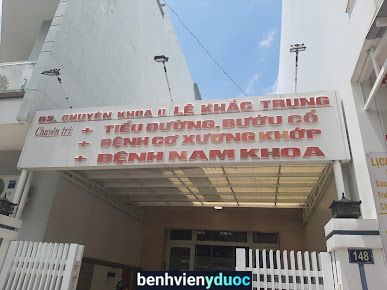 BS. CHUYÊN KHOA II LÊ KHẮC TRUNG
Chuyên trị:
+ TIỂU ĐƯỜNG, BƯỚU CỔ
+ BỆNH CƠ XƯƠNG KHỚP
+ BỆNH NAM KHOA
148
benhvienyduoc